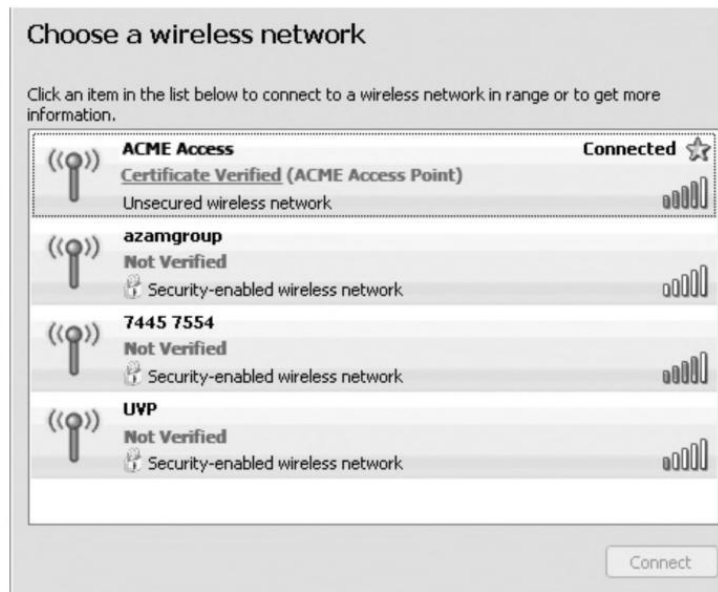 Choose a wireless network
Click an item in the list below to connect to a wireless network in range or to get more
information.
ACME Access Connected
Certificate Verified (ACME Access Point)
Unsecured wireless network
azamgroup
Not Verified
Security-enabled wireless network
7445 7554
Not Verified
Security-enabled wireless network
UVP
Not Verified
Security-enabled wireless network
Connect